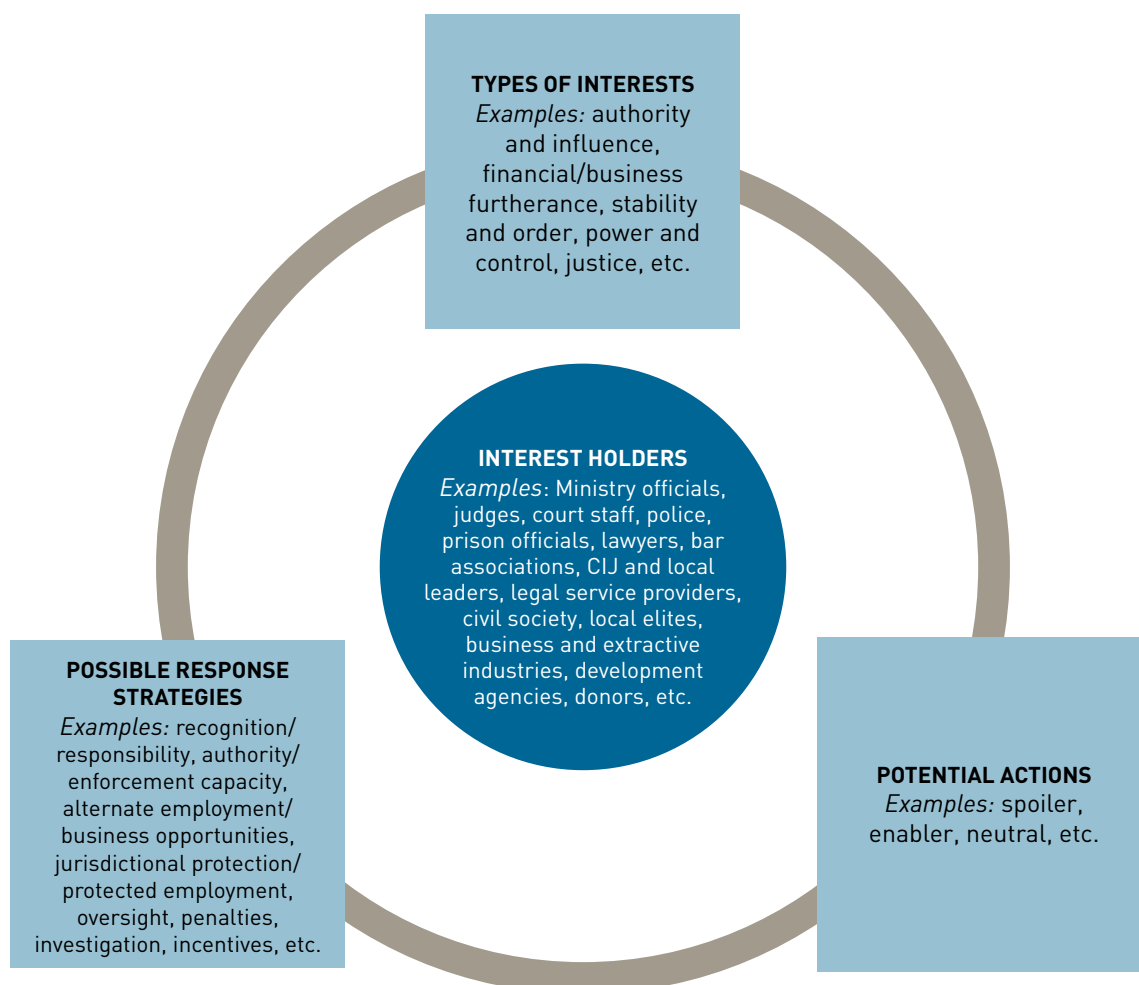 TYPES OF INTERESTS
Examples: authority
and influence,
financial/business
furtherance, stability
and order, power and
control, justice, etc.
INTEREST HOLDERS
Examples: Ministry officials,
judges, court staff, police,
prison officials, lawyers, bar
associations, CIJ and local
leaders, legal service providers,
civil society, local elites,
business and extractive
industries, development
agencies, donors, etc.
POSSIBLE RESPONSE
STRATEGIES
Examples: recognition/
responsibility, authority/
enforcement capacity,
alternate employment/
business opportunities,
jurisdictional protection/
protected employment,
oversight, penalties,
investigation, incentives, etc.
POTENTIAL ACTIONS
Examples: spoiler,
enabler, neutral, etc.